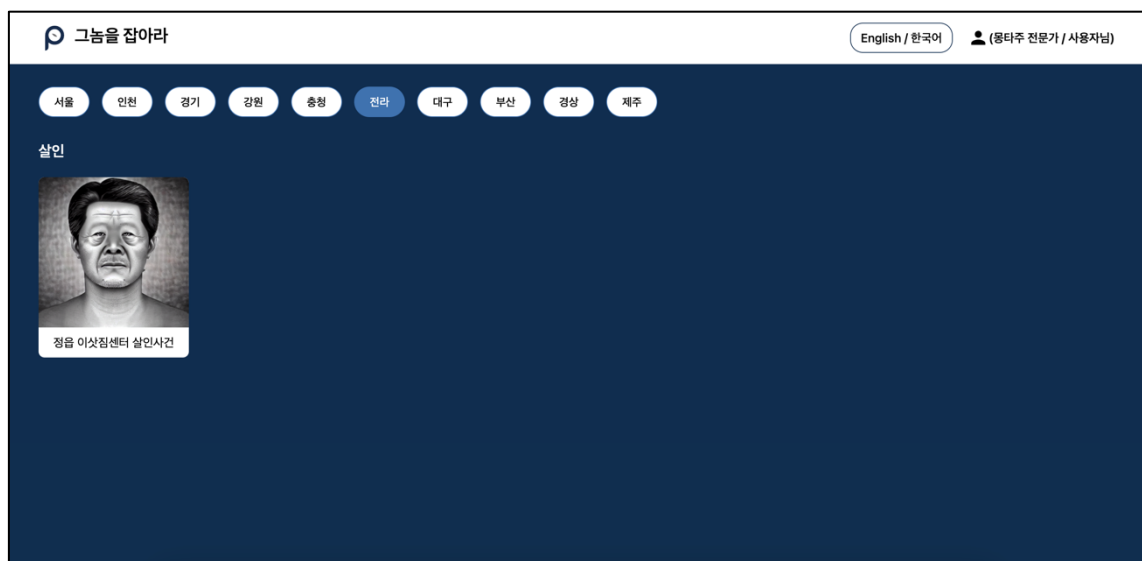 그놈을 잡아라
English / 한국어
(몽타주 전문가 / 사용자님)
서울 인천 경기 강원 충청 전라 대구 부산 경상 제주
살인
정읍 이삿짐센터 살인사건